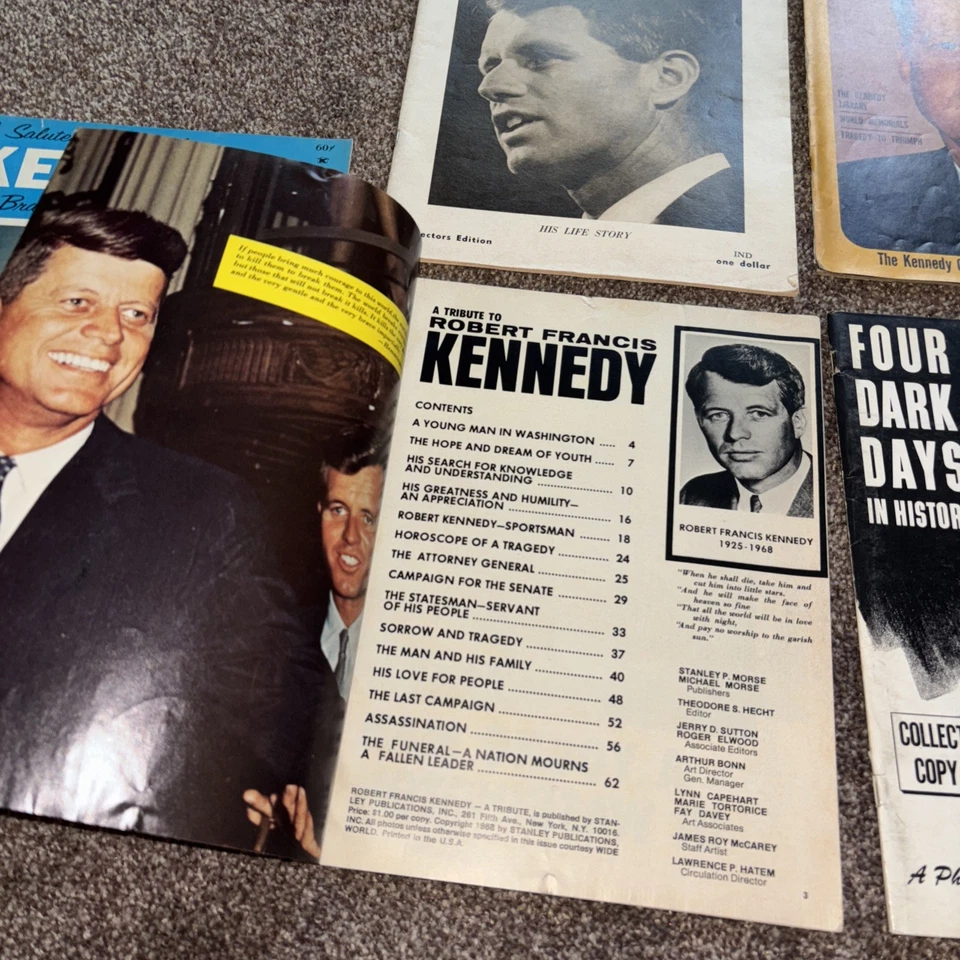 Salute
60¢
KE
Bra
If people bring much courage to this world the
to kill them to break them. The world breaks
but those that will not break it kills. It kills the
and the very gentle and the very brave impartially
ectors Edition
HIS LIFE STORY
IND
one dollar
THE KENNEDY
LIBRARY
WORLD MEMORIALS
TRAGEDY TO TRIUMPH
The Kennedy
A TRIBUTE TO
ROBERT FRANCIS
KENNEDY
CONTENTS
A YOUNG MAN IN WASHINGTON ..... 4
THE HOPE AND DREAM OF YOUTH ...... 7
HIS SEARCH FOR KNOWLEDGE
AND UNDERSTANDING .................... 10
HIS GREATNESS AND HUMILITY—
AN APPRECIATION ........................... 16
ROBERT KENNEDY—SPORTSMAN ...... 18
HOROSCOPE OF A TRAGEDY ............. 24
THE ATTORNEY GENERAL ................. 25
CAMPAIGN FOR THE SENATE ............ 29
THE STATESMAN—SERVANT
OF HIS PEOPLE ................................. 33
SORROW AND TRAGEDY .................... 37
THE MAN AND HIS FAMILY ............... 40
HIS LOVE FOR PEOPLE ....................... 48
THE LAST CAMPAIGN ......................... 52
ASSASSINATION ................................. 56
THE FUNERAL—A NATION MOURNS
A FALLEN LEADER .............................. 62
ROBERT FRANCIS KENNEDY — A TRIBUTE, is published by STAN-
LEY PUBLICATIONS, INC., 261 Fifth Ave., New York, N.Y. 10016.
Price: $1.00 per copy. Copyright 1968 by STANLEY PUBLICATIONS,
INC. All photos unless otherwise specified in this issue courtesy WIDE
WORLD. Printed in the U.S.A.
ROBERT FRANCIS KENNEDY
1925-1968
"When he shall die, take him and
cut him into little stars,
"And he will make the face of
heaven so fine
"That all the world will be in love
with night,
"And pay no worship to the garish
sun."
STANLEY P. MORSE
MICHAEL MORSE
Publishers
THEODORE S. HECHT
Editor
JERRY D. SUTTON
ROGER ELWOOD
Associate Editors
ARTHUR BONN
Art Director
Gen. Manager
LYNN CAPEHART
MARIE TORTORICE
FAY DAVEY
Art Associates
JAMES ROY McCAREY
Staff Artist
LAWRENCE P. HATEM
Circulation Director
3
FOUR
DARK
DAYS
IN HISTOR
COLLECT
COPY
A Ph